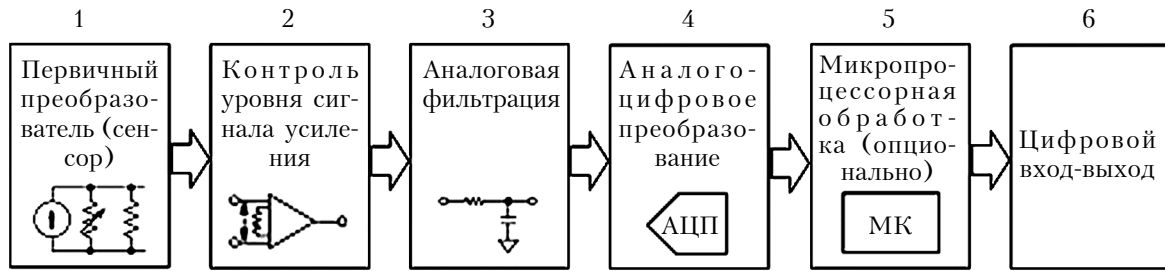 1
2
3
4
5
6
Первичный
преобразо-
ватель (сен-
сор)
Контроль
уровня сиг-
нала усиле-
ния
Аналоговая
фильтрация
Аналого-
цифровое
преобразо-
вание
АЦП
Микропро-
цессорная
обработ-
ка (опцио-
нально)
МК
Цифровой
вход-выход